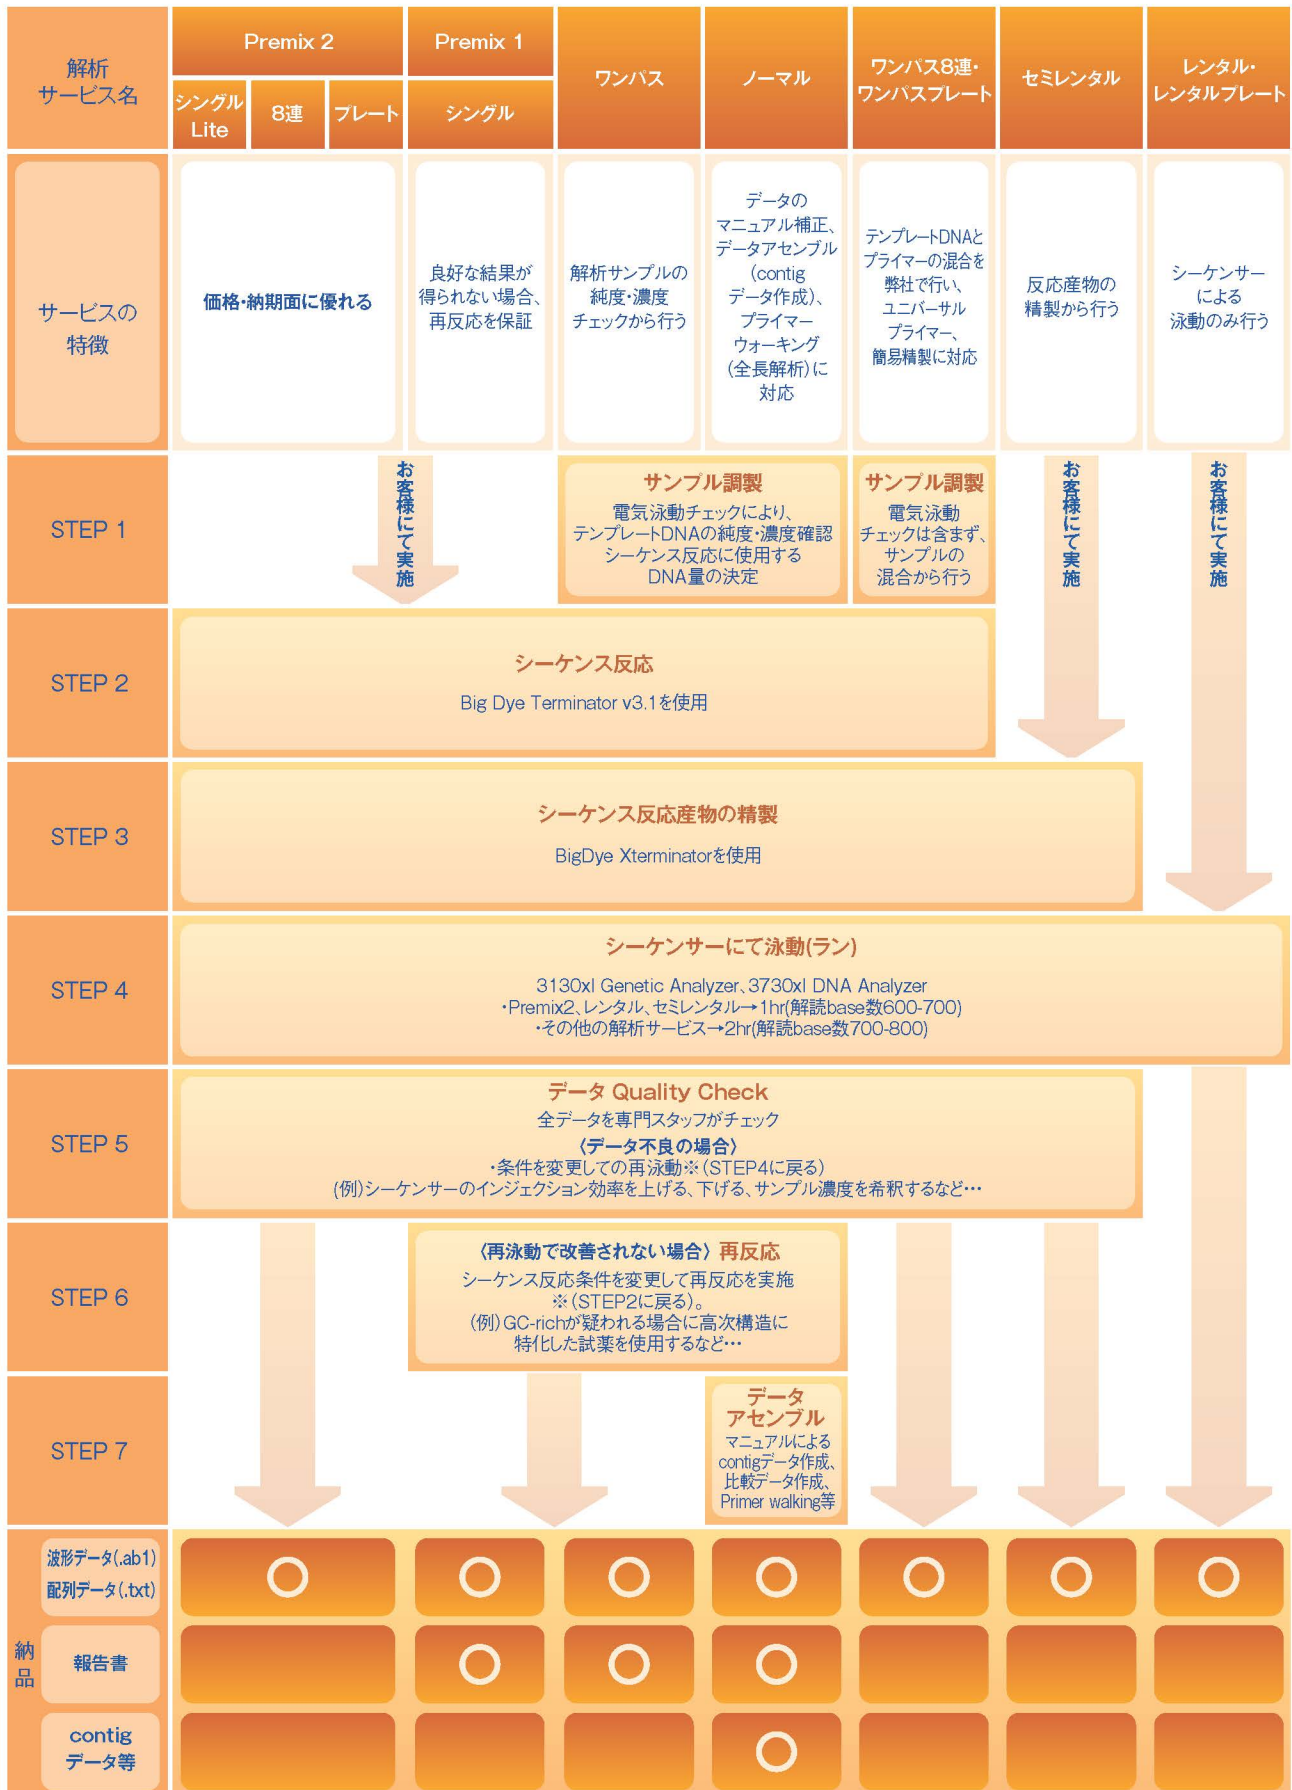 解析
サービス名
Premix 2
シングル
Lite
8連
プレート
Premix 1
シングル
ワンパス
ノーマル
ワンパス8連・
ワンパスプレート
セミレンタル
レンタル・
レンタルプレート
サービスの
特徴
価格・納期面に優れる
良好な結果が
得られない場合、
再反応を保証
解析サンプルの
純度・濃度
チェックから行う
データの
マニュアル補正、
データアセンブル
(contig
データ作成)、
プライマー
ウォーキング
(全長解析)に
対応
テンプレートDNAと
プライマーの混合を
弊社で行い、
ユニバーサル
プライマー、
簡易精製に対応
反応産物の
精製から行う
シーケンサー
による
泳動のみ行う
STEP 1
お客様にて実施
サンプル調製
電気泳動チェックにより、
テンプレートDNAの純度・濃度確認
シーケンス反応に使用する
DNA量の決定
サンプル調製
電気泳動
チェックは含まず、
サンプルの
混合から行う
お客様にて実施
お客様にて実施
STEP 2
シーケンス反応
Big Dye Terminator v3.1を使用
STEP 3
シーケンス反応産物の精製
BigDye Xterminatorを使用
STEP 4
シーケンサーにて泳動(ラン)
3130xl Genetic Analyzer、3730xl DNA Analyzer
・Premix2、レンタル、セミレンタル→1hr(解読base数600-700)
・その他の解析サービス→2hr(解読base数700-800)
STEP 5
データ Quality Check
全データを専門スタッフがチェック
〈データ不良の場合〉
・条件を変更しての再泳動※(STEP4に戻る)
(例)シーケンサーのインジェクション効率を上げる、下げる、サンプル濃度を希釈するなど…
STEP 6
〈再泳動で改善されない場合〉 再反応
シーケンス反応条件を変更して再反応を実施
※(STEP2に戻る)。
(例)GC-richが疑われる場合に高次構造に
特化した試薬を使用するなど…
STEP 7
データ
アセンブル
マニュアルによる
contigデータ作成、
比較データ作成、
Primer walking等
納品
波形データ(.ab1)
配列データ(.txt)
報告書
contig
データ等